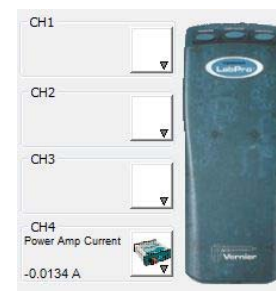 CH1
LabPro
CH2
CH3
CH4
Power Amp Current
-0.0134 A
Vernier